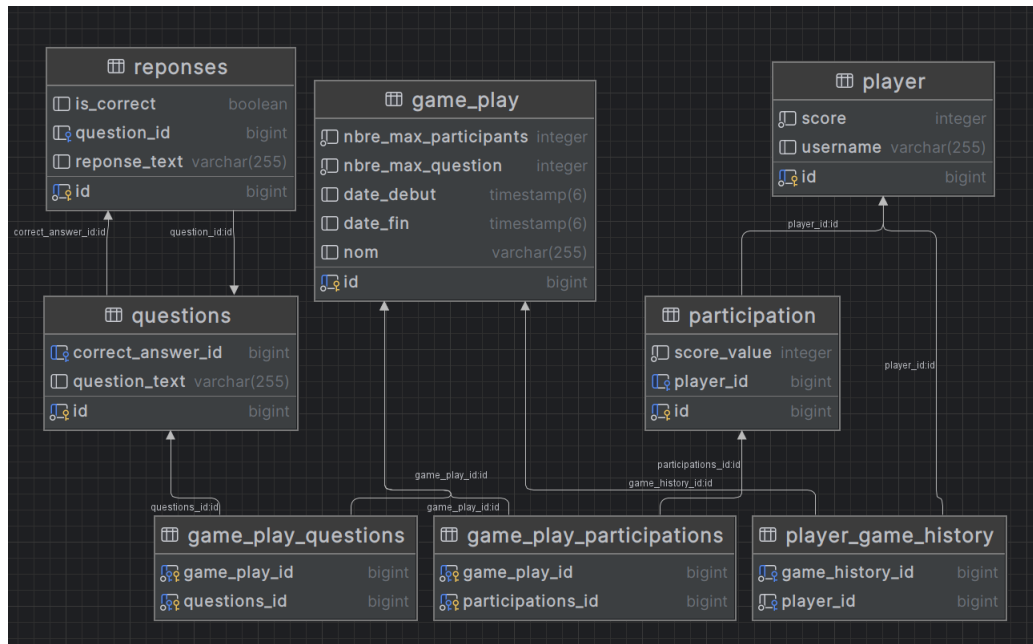 reponses
is_correct boolean
question_id bigint
reponse_text varchar(255)
id bigint
game_play
nbre_max_participants integer
nbre_max_question integer
date_debut timestamp(6)
date_fin timestamp(6)
nom varchar(255)
id bigint
player
score integer
username varchar(255)
id bigint
correct_answer_id:id
question_id:id
player_id:id
questions
correct_answer_id bigint
question_text varchar(255)
id bigint
participation
score_value integer
player_id bigint
id bigint
player_id:id
participations_id:id
game_play_id:id
game_history_id:id
questions_id:id
game_play_id:id
game_play_questions
game_play_id bigint
questions_id bigint
game_play_participations
game_play_id bigint
participations_id bigint
player_game_history
game_history_id bigint
player_id bigint